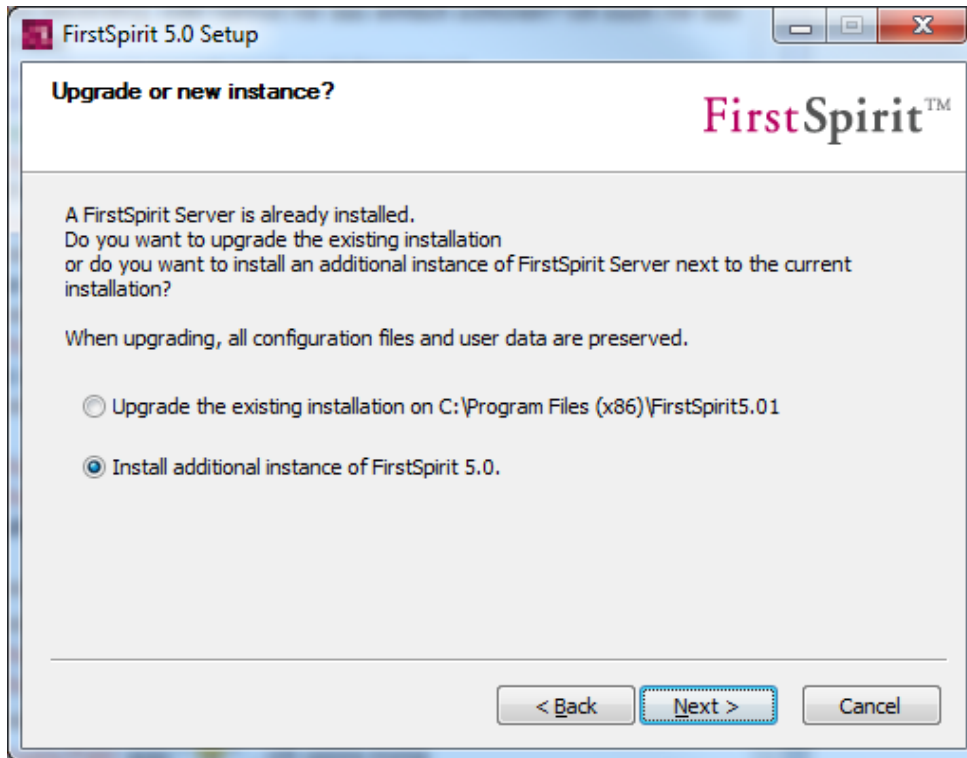 FirstSpirit 5.0 Setup
Upgrade or new instance?
FirstSpirit™
A FirstSpirit Server is already installed.
Do you want to upgrade the existing installation
or do you want to install an additional instance of FirstSpirit Server next to the current
installation?
When upgrading, all configuration files and user data are preserved.
Upgrade the existing installation on C:\Program Files (x86)\FirstSpirit5.01
Install additional instance of FirstSpirit 5.0.
< Back
Next >
Cancel